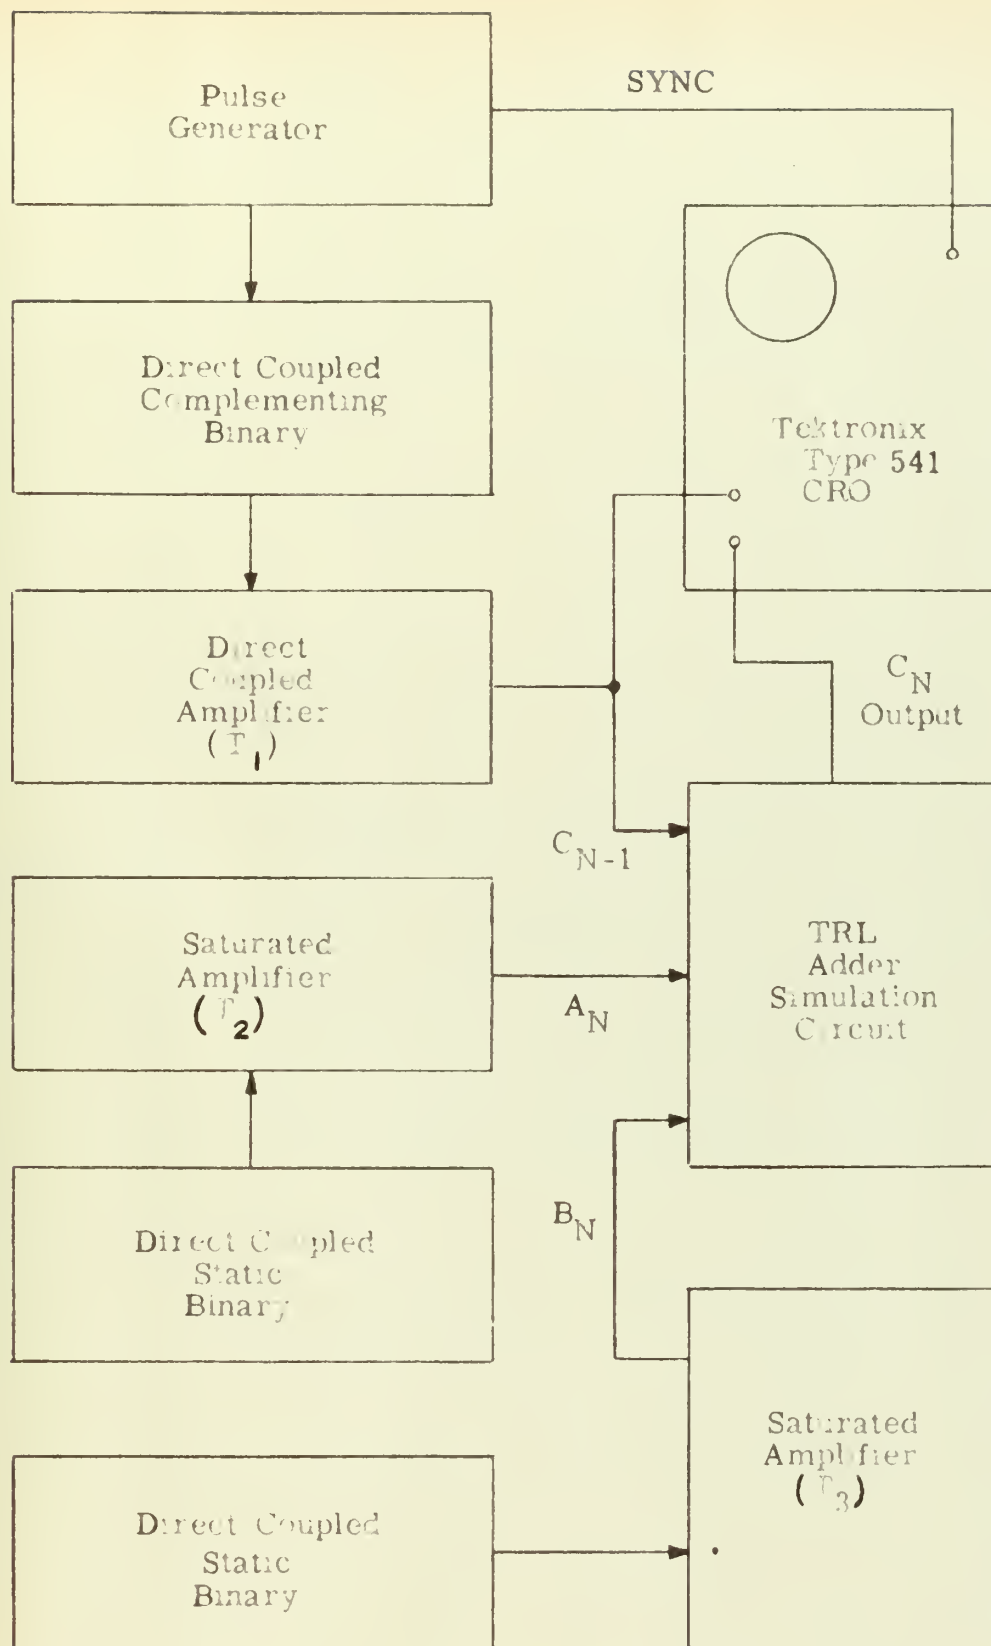 Pulse
Generator
SYNC
Direct Coupled
Complementing
Binary
Tektronix
Type 541
CRO
Direct
Coupled
Amplifier
(T1)
CN
Output
CN-1
Saturated
Amplifier
(T2)
AN
TRL
Adder
Simulation
Circuit
Direct Coupled
Static
Binary
BN
Saturated
Amplifier
(T3)
Direct Coupled
Static
Binary